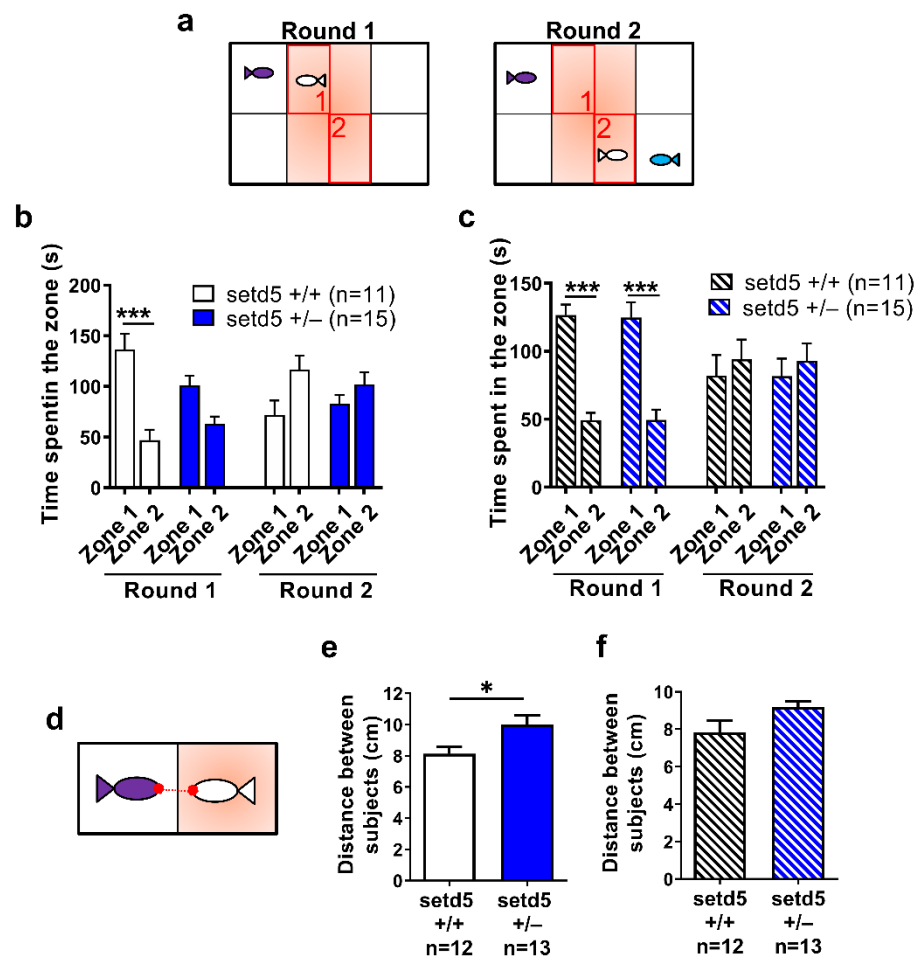 a
Round 1
Round 2
1
2
1
2
b
Time spentin the zone (s)
200
150
100
50
0
***
setd5 +/+ (n=11)
setd5 +/– (n=15)
Zone 1
Zone 2
Zone 1
Zone 2
Zone 1
Zone 2
Zone 1
Zone 2
Round 1
Round 2
c
Time spent in the zone (s)
150
100
50
0
***
***
setd5 +/+ (n=11)
setd5 +/– (n=15)
Zone 1
Zone 2
Zone 1
Zone 2
Zone 1
Zone 2
Zone 1
Zone 2
Round 1
Round 2
d
e
Distance between
subjects (cm)
12
10
8
6
4
2
0
*
setd5
+/+
n=12
setd5
+/–
n=13
f
Distance between
subjects (cm)
10
8
6
4
2
0
setd5
+/+
n=12
setd5
+/–
n=13